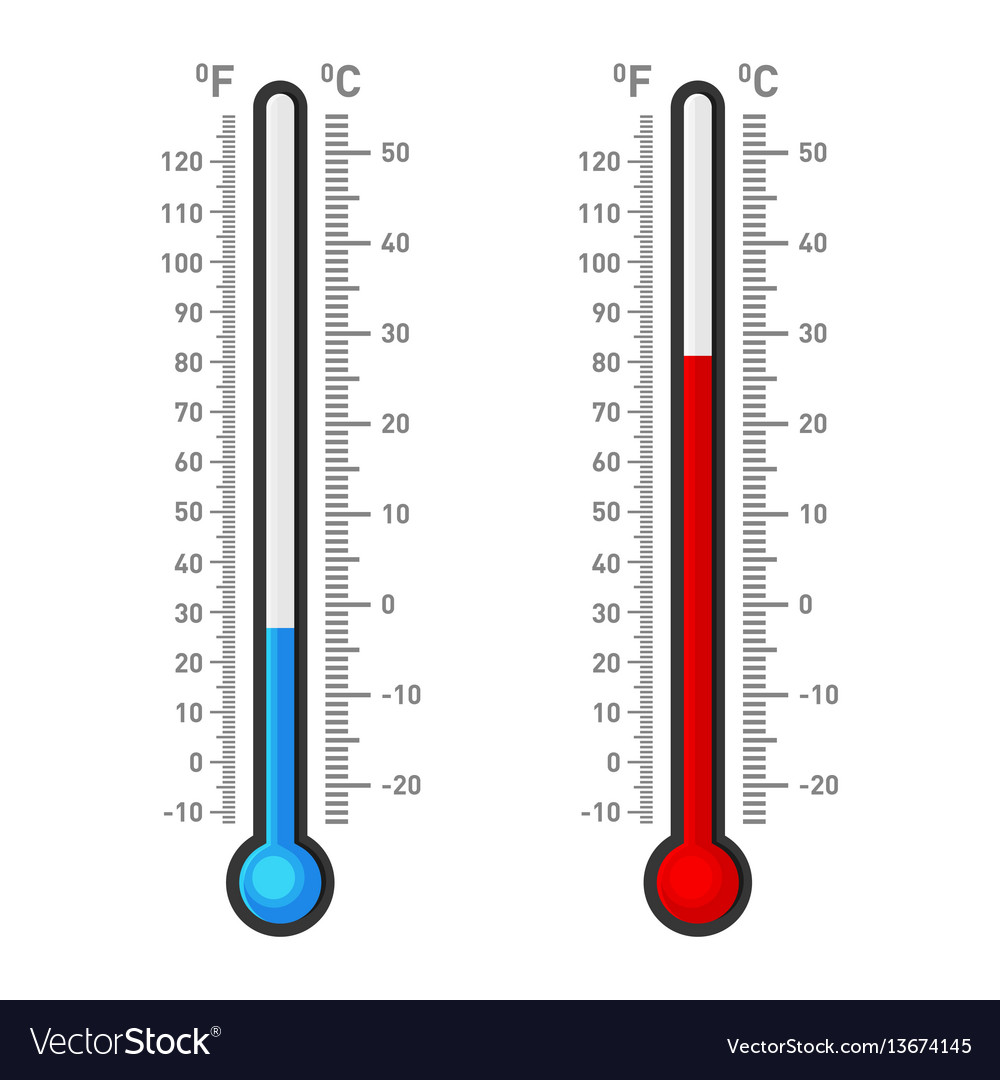 ⁰F ⁰C ⁰F ⁰C
120 50 120 50
110 40 110 40
100 100
90 30 90 30
80 80
70 20 70 20
60 60
50 10 50 10
40 40
30 0 30 0
20 20
10 -10 10 -10
0 0
-10 -20 -10 -20
VectorStock®
VectorStock.com/13674145